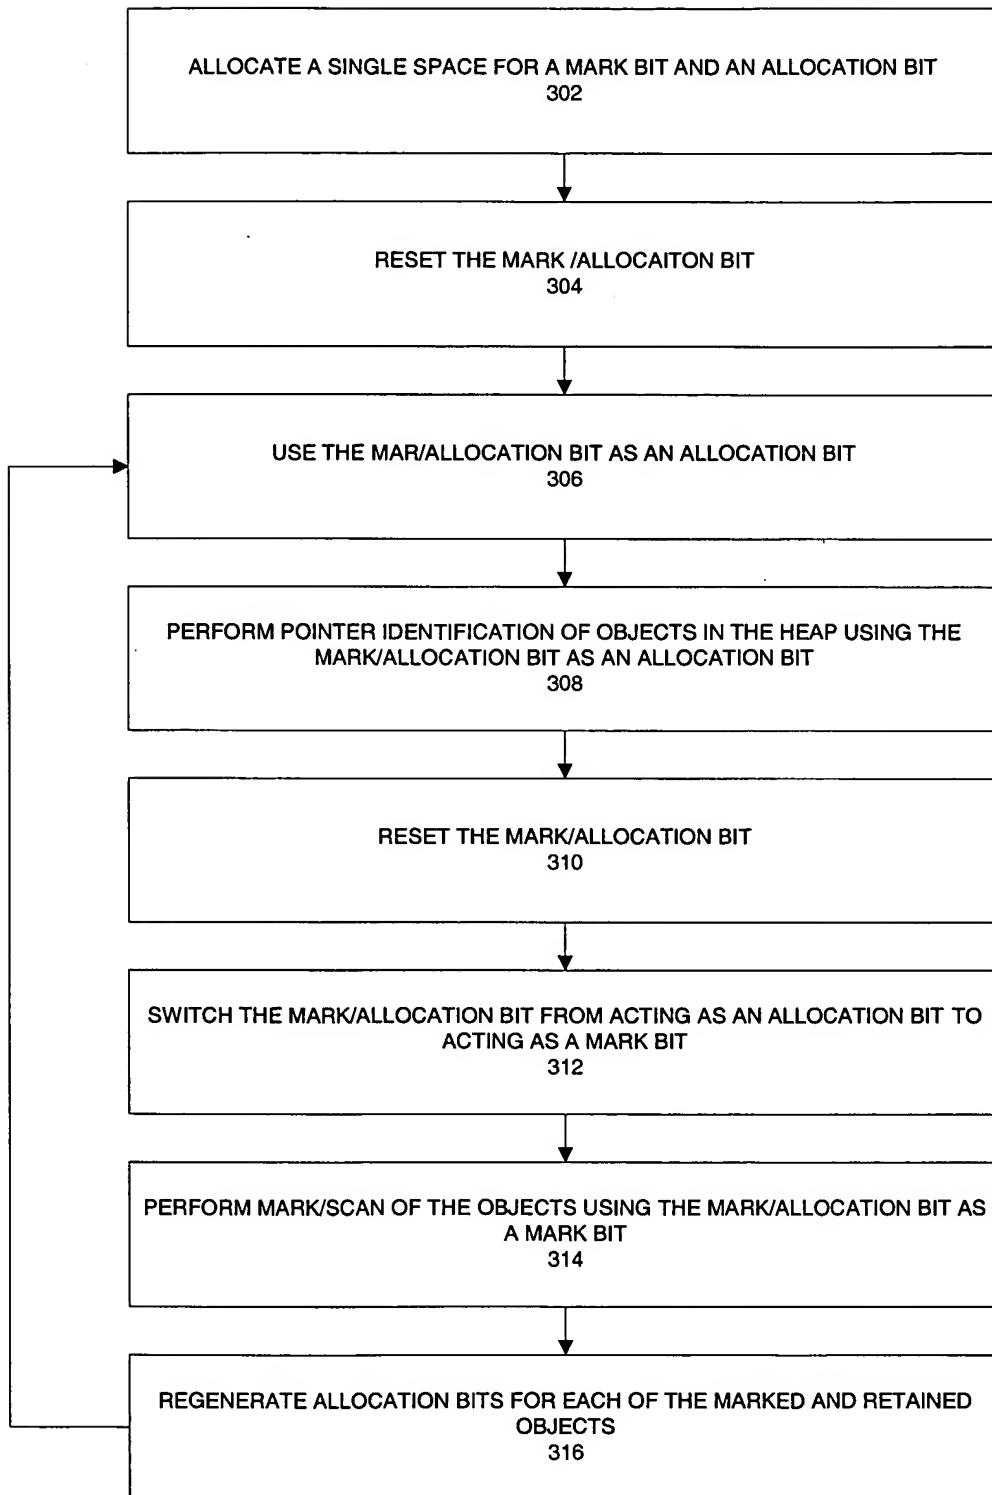 ALLOCATE A SINGLE SPACE FOR A MARK BIT AND AN ALLOCATION BIT
302
RESET THE MARK /ALLOCAITON BIT
304
USE THE MAR/ALLOCATION BIT AS AN ALLOCATION BIT
306
PERFORM POINTER IDENTIFICATION OF OBJECTS IN THE HEAP USING THE
MARK/ALLOCATION BIT AS AN ALLOCATION BIT
308
RESET THE MARK/ALLOCATION BIT
310
SWITCH THE MARK/ALLOCATION BIT FROM ACTING AS AN ALLOCATION BIT TO
ACTING AS A MARK BIT
312
PERFORM MARK/SCAN OF THE OBJECTS USING THE MARK/ALLOCATION BIT AS
A MARK BIT
314
REGENERATE ALLOCATION BITS FOR EACH OF THE MARKED AND RETAINED
OBJECTS
316